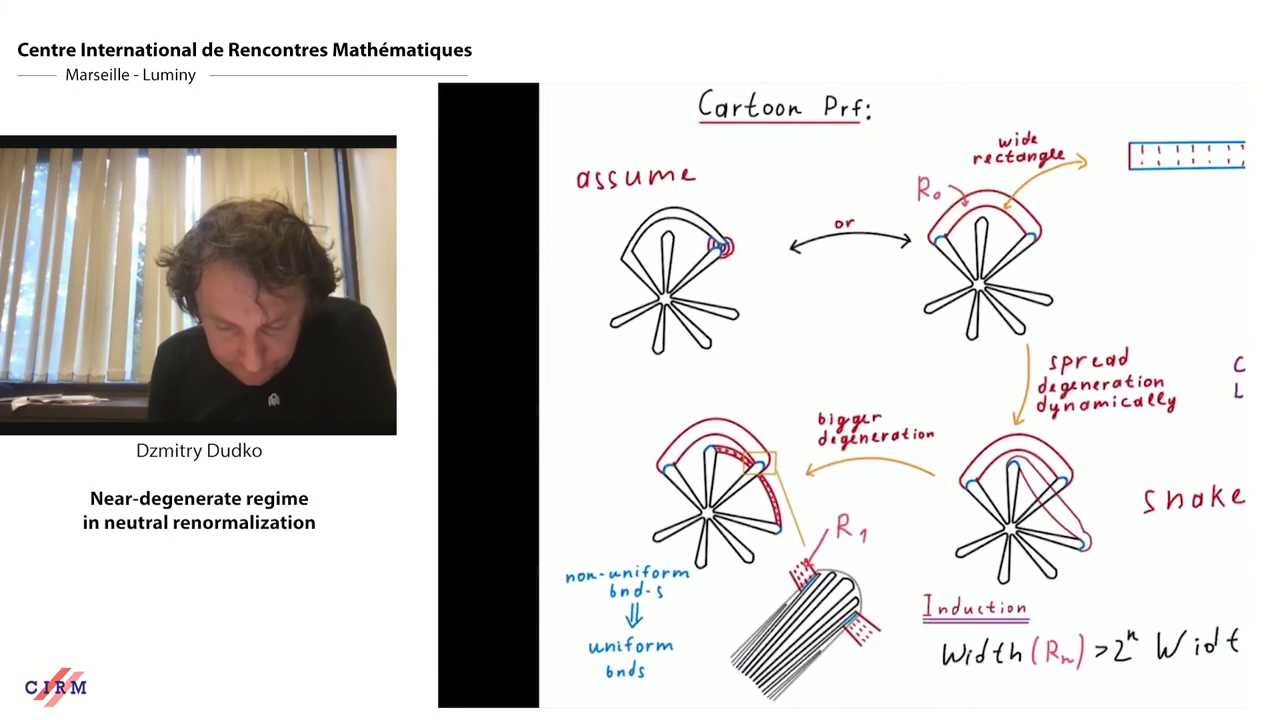 Centre International de Rencontres Mathématiques
Marseille - Luminy
Cartoon Prf:
wide
rectangle
assume
R₀
or
spread
degeneration
dynamically
C
L
bigger
degeneration
Dzmitry Dudko
Near-degenerate regime
in neutral renormalization
Snake
R₁
non-uniform
bnd-s
⇓
uniform
bnds
Induction
Width(Rₙ) > 2ⁿ Widt
CIRM